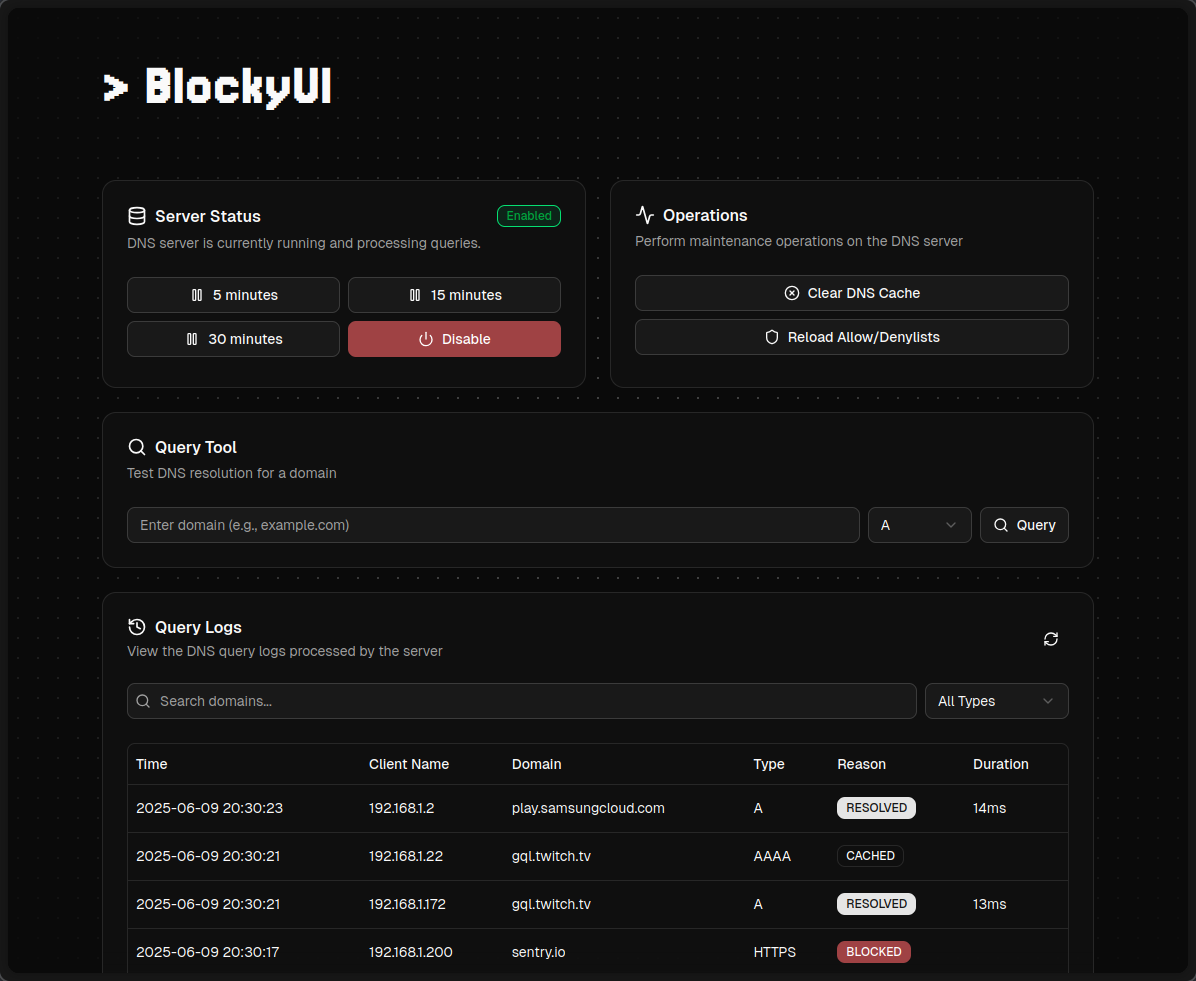 > BlockyUI
Server Status
Enabled
DNS server is currently running and processing queries.
5 minutes
15 minutes
30 minutes
Disable
Operations
Perform maintenance operations on the DNS server
Clear DNS Cache
Reload Allow/Denylists
Query Tool
Test DNS resolution for a domain
Enter domain (e.g., example.com)
A
Query
Query Logs
View the DNS query logs processed by the server
Search domains...
All Types
Time Client Name Domain Type Reason Duration
2025-06-09 20:30:23 192.168.1.2 play.samsungcloud.com A RESOLVED 14ms
2025-06-09 20:30:21 192.168.1.22 gql.twitch.tv AAAA CACHED
2025-06-09 20:30:21 192.168.1.172 gql.twitch.tv A RESOLVED 13ms
2025-06-09 20:30:17 192.168.1.200 sentry.io HTTPS BLOCKED